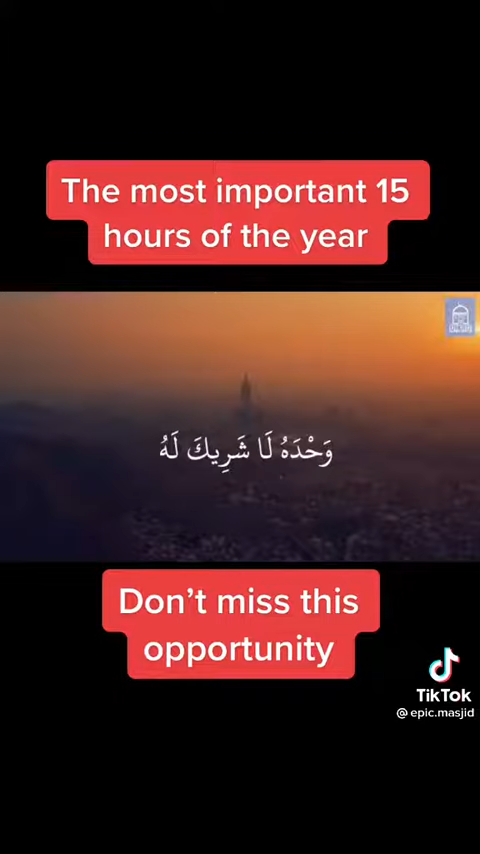 The most important 15
hours of the year
وَحْدَهُ لَا شَرِيكَ لَهُ
Don’t miss this
opportunity
TikTok
@ epic.masjid